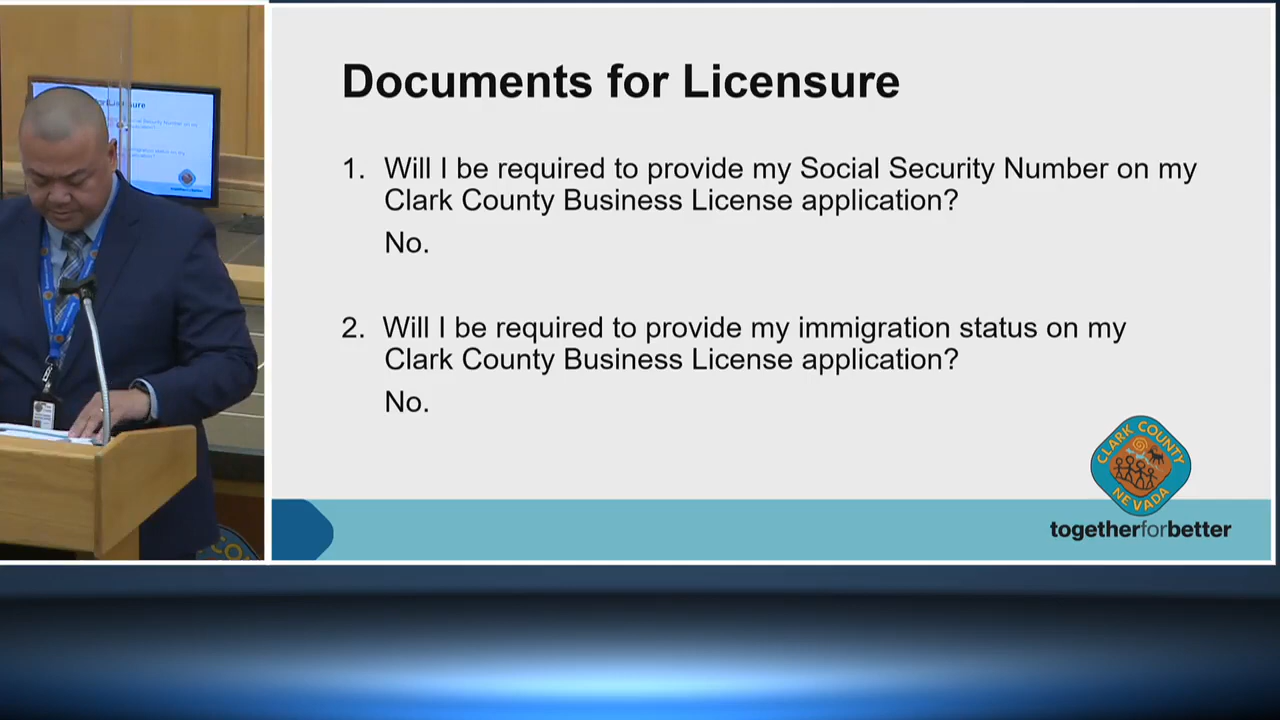 Documents for Licensure
1. Will I be required to provide my Social Security Number on my
Clark County Business License application?
No.
2. Will I be required to provide my immigration status on my
Clark County Business License application?
No.
CLARK COUNTY
NEVADA
togetherforbetter